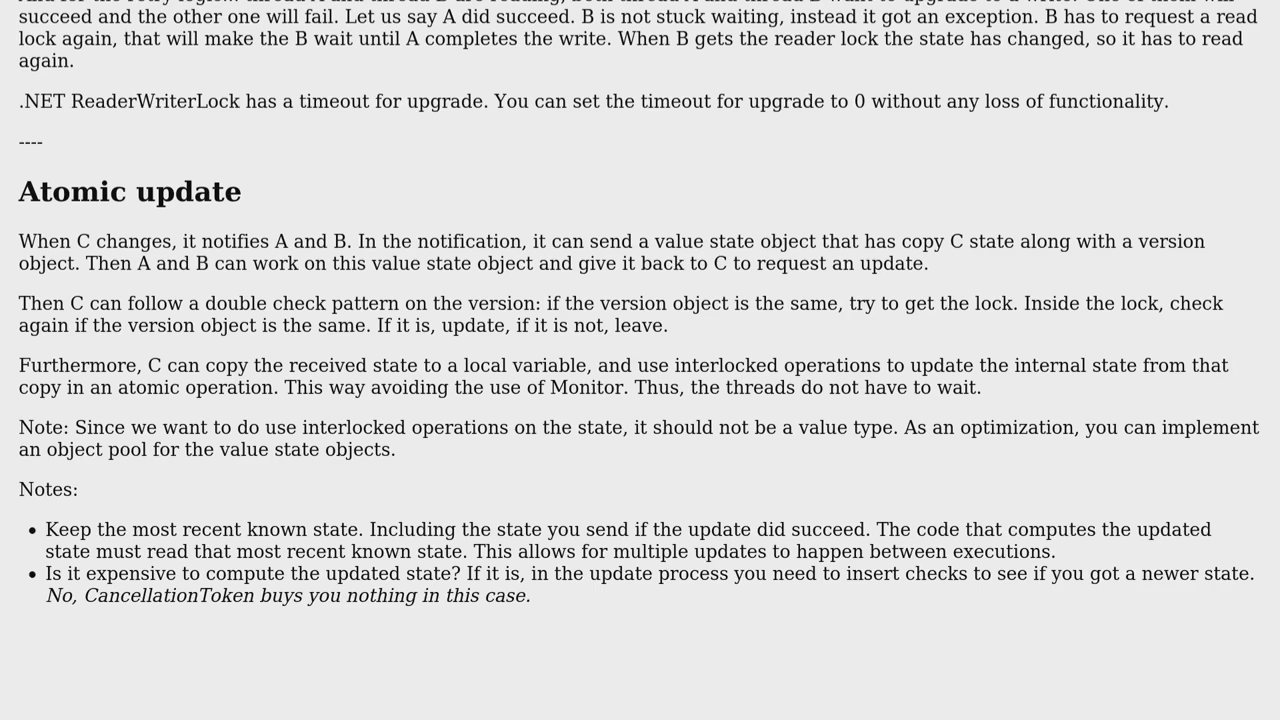 succeed and the other one will fail. Let us say A did succeed. B is not stuck waiting, instead it got an exception. B has to request a read
lock again, that will make the B wait until A completes the write. When B gets the reader lock the state has changed, so it has to read
again.
.NET ReaderWriterLock has a timeout for upgrade. You can set the timeout for upgrade to 0 without any loss of functionality.
----
Atomic update
When C changes, it notifies A and B. In the notification, it can send a value state object that has copy C state along with a version
object. Then A and B can work on this value state object and give it back to C to request an update.
Then C can follow a double check pattern on the version: if the version object is the same, try to get the lock. Inside the lock, check
again if the version object is the same. If it is, update, if it is not, leave.
Furthermore, C can copy the received state to a local variable, and use interlocked operations to update the internal state from that
copy in an atomic operation. This way avoiding the use of Monitor. Thus, the threads do not have to wait.
Note: Since we want to do use interlocked operations on the state, it should not be a value type. As an optimization, you can implement
an object pool for the value state objects.
Notes:
• Keep the most recent known state. Including the state you send if the update did succeed. The code that computes the updated
state must read that most recent known state. This allows for multiple updates to happen between executions.
• Is it expensive to compute the updated state? If it is, in the update process you need to insert checks to see if you got a newer state.
No, CancellationToken buys you nothing in this case.